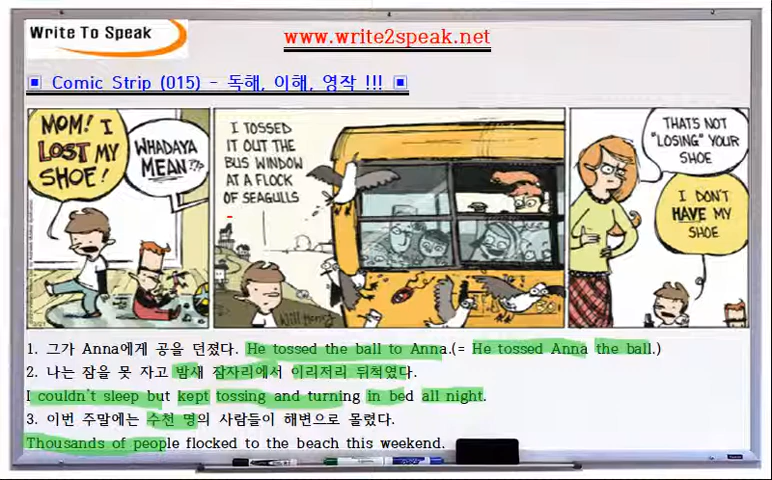 Write To Speak
www.write2speak.net
▣ Comic Strip (015) - 독해, 이해, 영작 !!! ▣
MOM! I
LOST MY
SHOE!
WHADAYA
MEAN??
I TOSSED
IT OUT THE
BUS WINDOW
AT A FLOCK
OF SEAGULLS
THATS NOT
"LOSING" YOUR
SHOE
I DON'T
HAVE MY
SHOE
Will Henry
1. 그가 Anna에게 공을 던졌다. He tossed the ball to Anna.(= He tossed Anna the ball.)
2. 나는 잠을 못 자고 밤새 잠자리에서 이리저리 뒤척였다.
I couldn't sleep but kept tossing and turning in bed all night.
3. 이번 주말에는 수천 명의 사람들이 해변으로 몰렸다.
Thousands of people flocked to the beach this weekend.